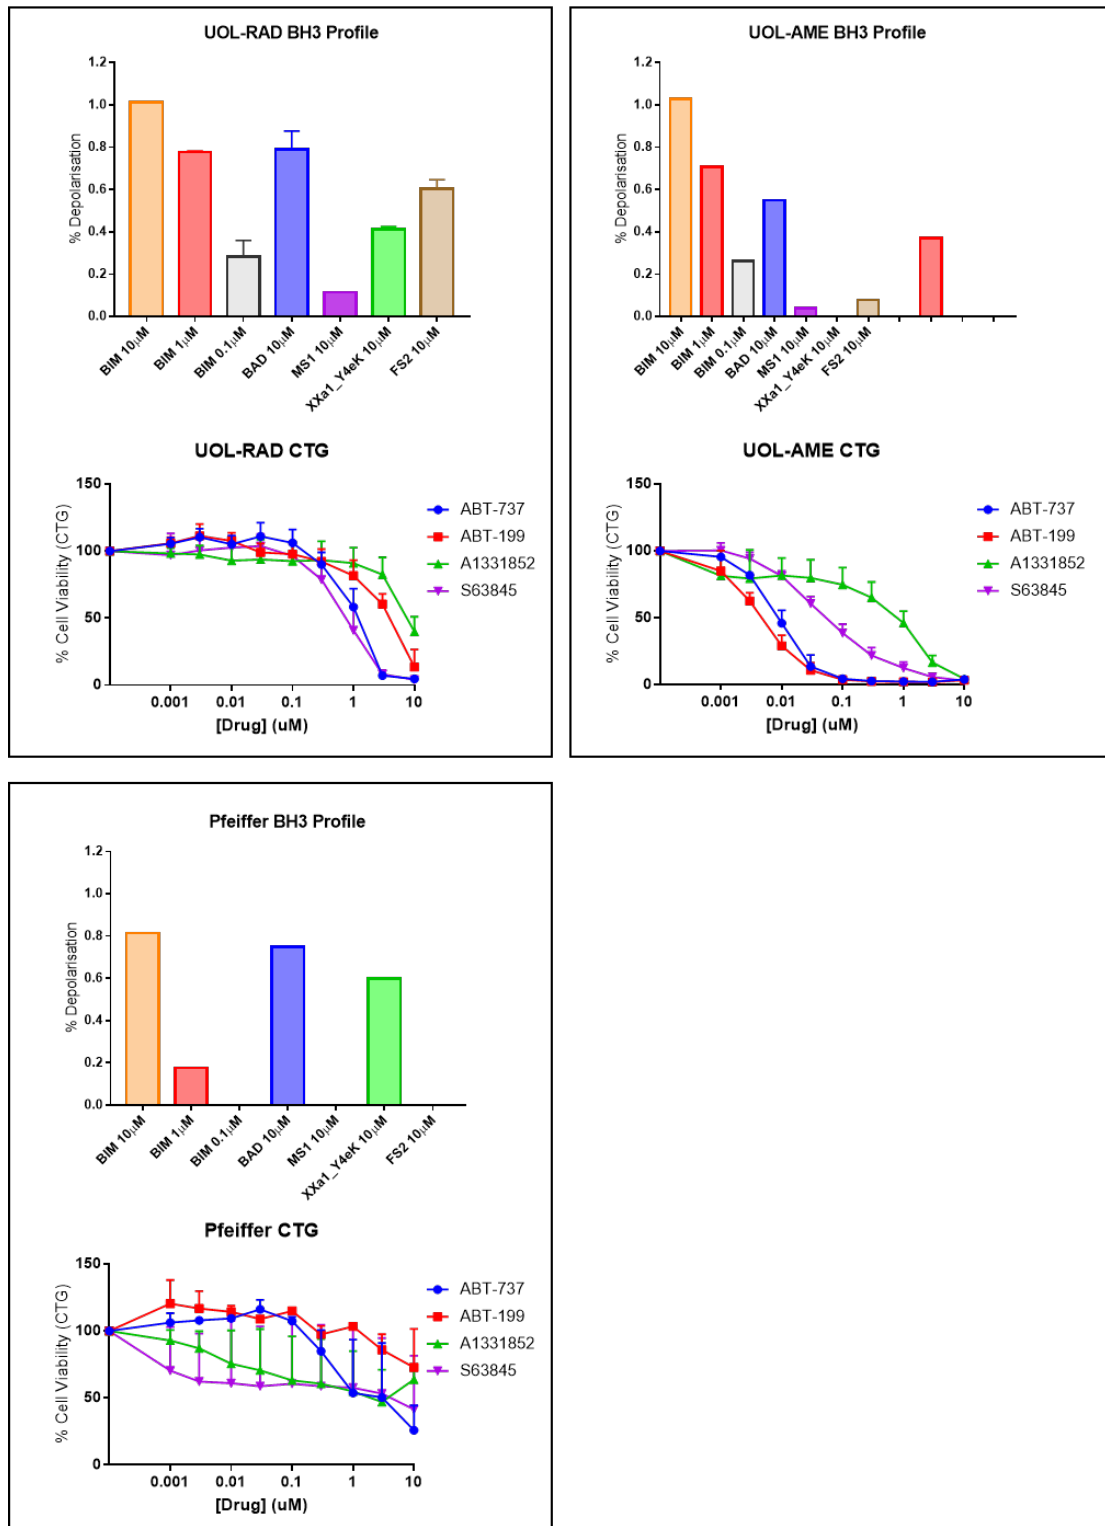 UOL-RAD BH3 Profile
% Depolarisation
1.2
1.0
0.8
0.6
0.4
0.2
0.0
BIM 10µM
BIM 1µM
BIM 0.1µM
BAD 10µM
MS1 10µM
XXa1_Y4eK 10µM
FS2 10µM
UOL-RAD CTG
% Cell Viability (CTG)
150
100
50
0
0.001 0.01 0.1 1 10
[Drug] (uM)
ABT-737
ABT-199
A1331852
S63845
UOL-AME BH3 Profile
% Depolarisation
1.2
1.0
0.8
0.6
0.4
0.2
0.0
BIM 10µM
BIM 1µM
BIM 0.1µM
BAD 10µM
MS1 10µM
XXa1_Y4eK 10µM
FS2 10µM
UOL-AME CTG
% Cell Viability (CTG)
150
100
50
0
0.001 0.01 0.1 1 10
[Drug] (uM)
ABT-737
ABT-199
A1331852
S63845
Pfeiffer BH3 Profile
% Depolarisation
1.2
1.0
0.8
0.6
0.4
0.2
0.0
BIM 10µM
BIM 1µM
BIM 0.1µM
BAD 10µM
MS1 10µM
XXa1_Y4eK 10µM
FS2 10µM
Pfeiffer CTG
% Cell Viability (CTG)
150
100
50
0
0.001 0.01 0.1 1 10
[Drug] (uM)
ABT-737
ABT-199
A1331852
S63845